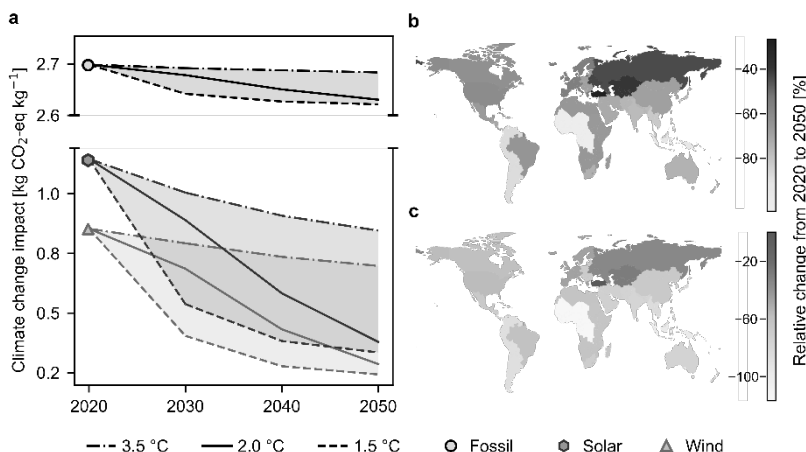 a
b
2.7
2.6
Climate change impact [kg CO₂-eq kg⁻¹]
1.0
0.8
0.5
0.2
2020 2030 2040 2050
−40
−60
−80
Relative change from 2020 to 2050 [%]
c
−20
−60
−100
3.5 °C 2.0 °C 1.5 °C Fossil Solar Wind